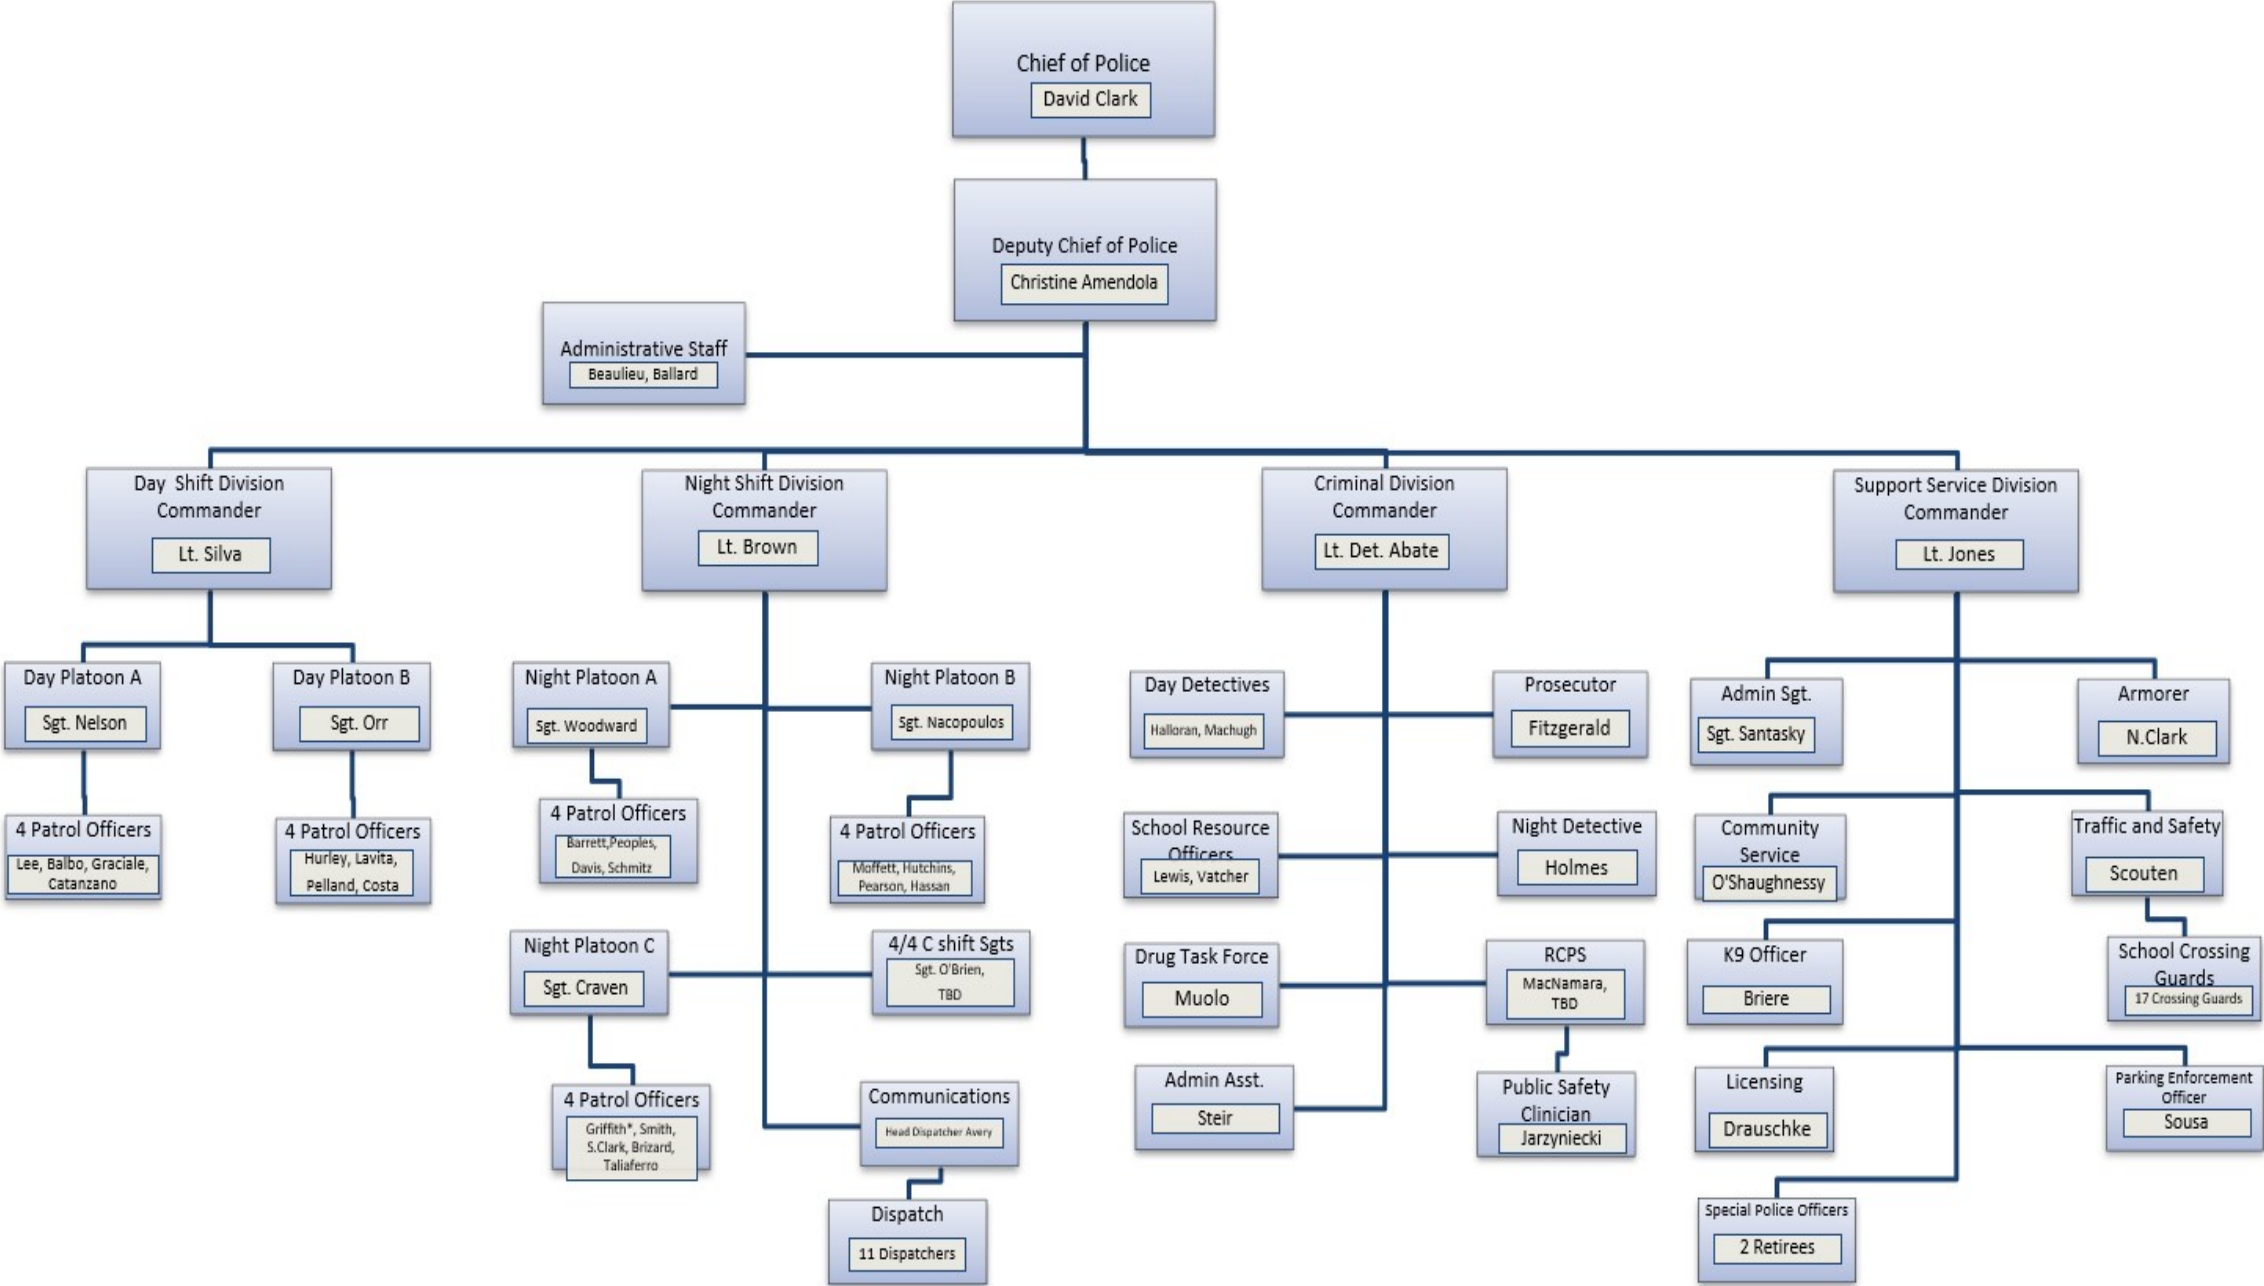 Chief of Police
David Clark
Deputy Chief of Police
Christine Amendola
Administrative Staff
Beaulieu, Ballard
Day Shift Division
Commander
Lt. Silva
Night Shift Division
Commander
Lt. Brown
Criminal Division
Commander
Lt. Det. Abate
Support Service Division
Commander
Lt. Jones
Day Platoon A
Sgt. Nelson
Day Platoon B
Sgt. Orr
4 Patrol Officers
Lee, Balbo, Graciale,
Catanzano
4 Patrol Officers
Hurley, Lavita,
Pelland, Costa
Night Platoon A
Sgt. Woodward
Night Platoon B
Sgt. Nacopoulos
4 Patrol Officers
Barrett,Peoples,
Davis, Schmitz
4 Patrol Officers
Moffett, Hutchins,
Pearson, Hassan
Night Platoon C
Sgt. Craven
4/4 C shift Sgts
Sgt. O'Brien,
TBD
4 Patrol Officers
Griffith*, Smith,
S.Clark, Brizard,
Taliaferro
Communications
Head Dispatcher Avery
Dispatch
11 Dispatchers
Day Detectives
Halloran, Machugh
Prosecutor
Fitzgerald
School Resource
Officers
Lewis, Vatcher
Night Detective
Holmes
Drug Task Force
Muolo
RCPS
MacNamara,
TBD
Admin Asst.
Steir
Public Safety
Clinician
Jarzyniecki
Admin Sgt.
Sgt. Santasky
Armorer
N.Clark
Community
Service
O'Shaughnessy
Traffic and Safety
Scouten
K9 Officer
Briere
School Crossing
Guards
17 Crossing Guards
Licensing
Drauschke
Parking Enforcement
Officer
Sousa
Special Police Officers
2 Retirees